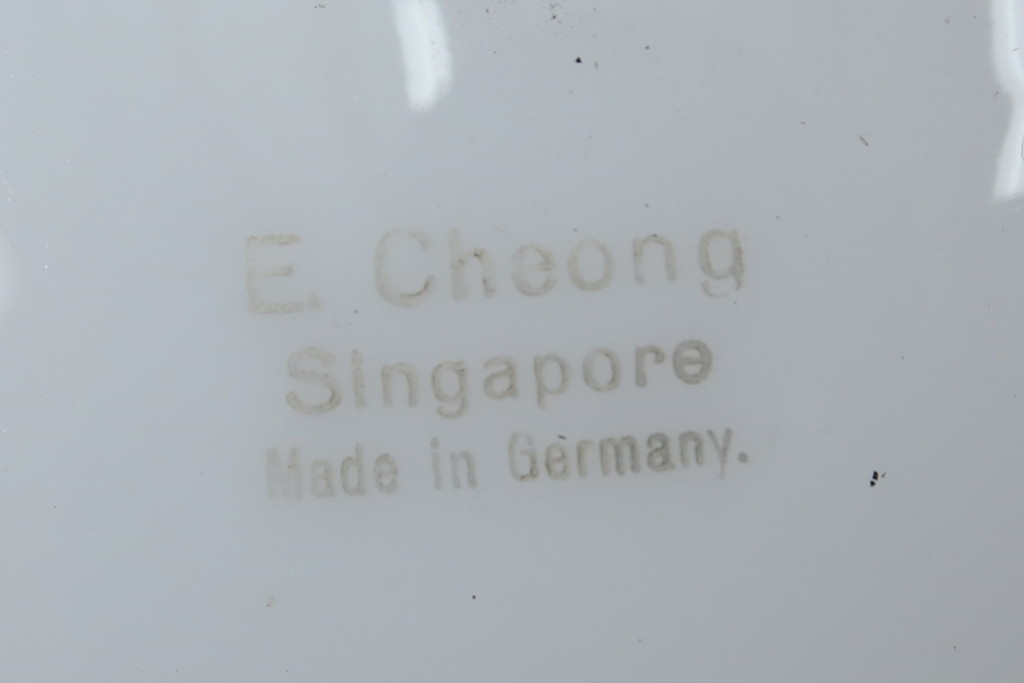 E. Cheong
Singapore
Made in Germany.